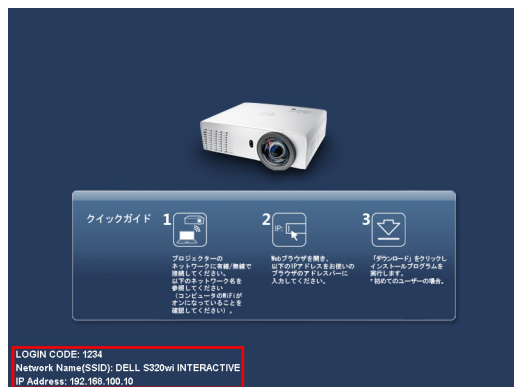 クイックガイド
1
プロジェクターの
ネットワークに有線/無線で
接続してください。
以下のネットワーク名を
参照してください
（コンピュータのWiFiが
オンになっていることを
確認してください）。
2
IP:
Webブラウザを開き、
以下のIPアドレスをお使いの
ブラウザのアドレスバーに
入力してください。
3
「ダウンロード」をクリックし
インストールプログラムを
実行します。
*初めてのユーザーの場合。
LOGIN CODE: 1234
Network Name(SSID): DELL S320wi INTERACTIVE
IP Address: 192.168.100.10